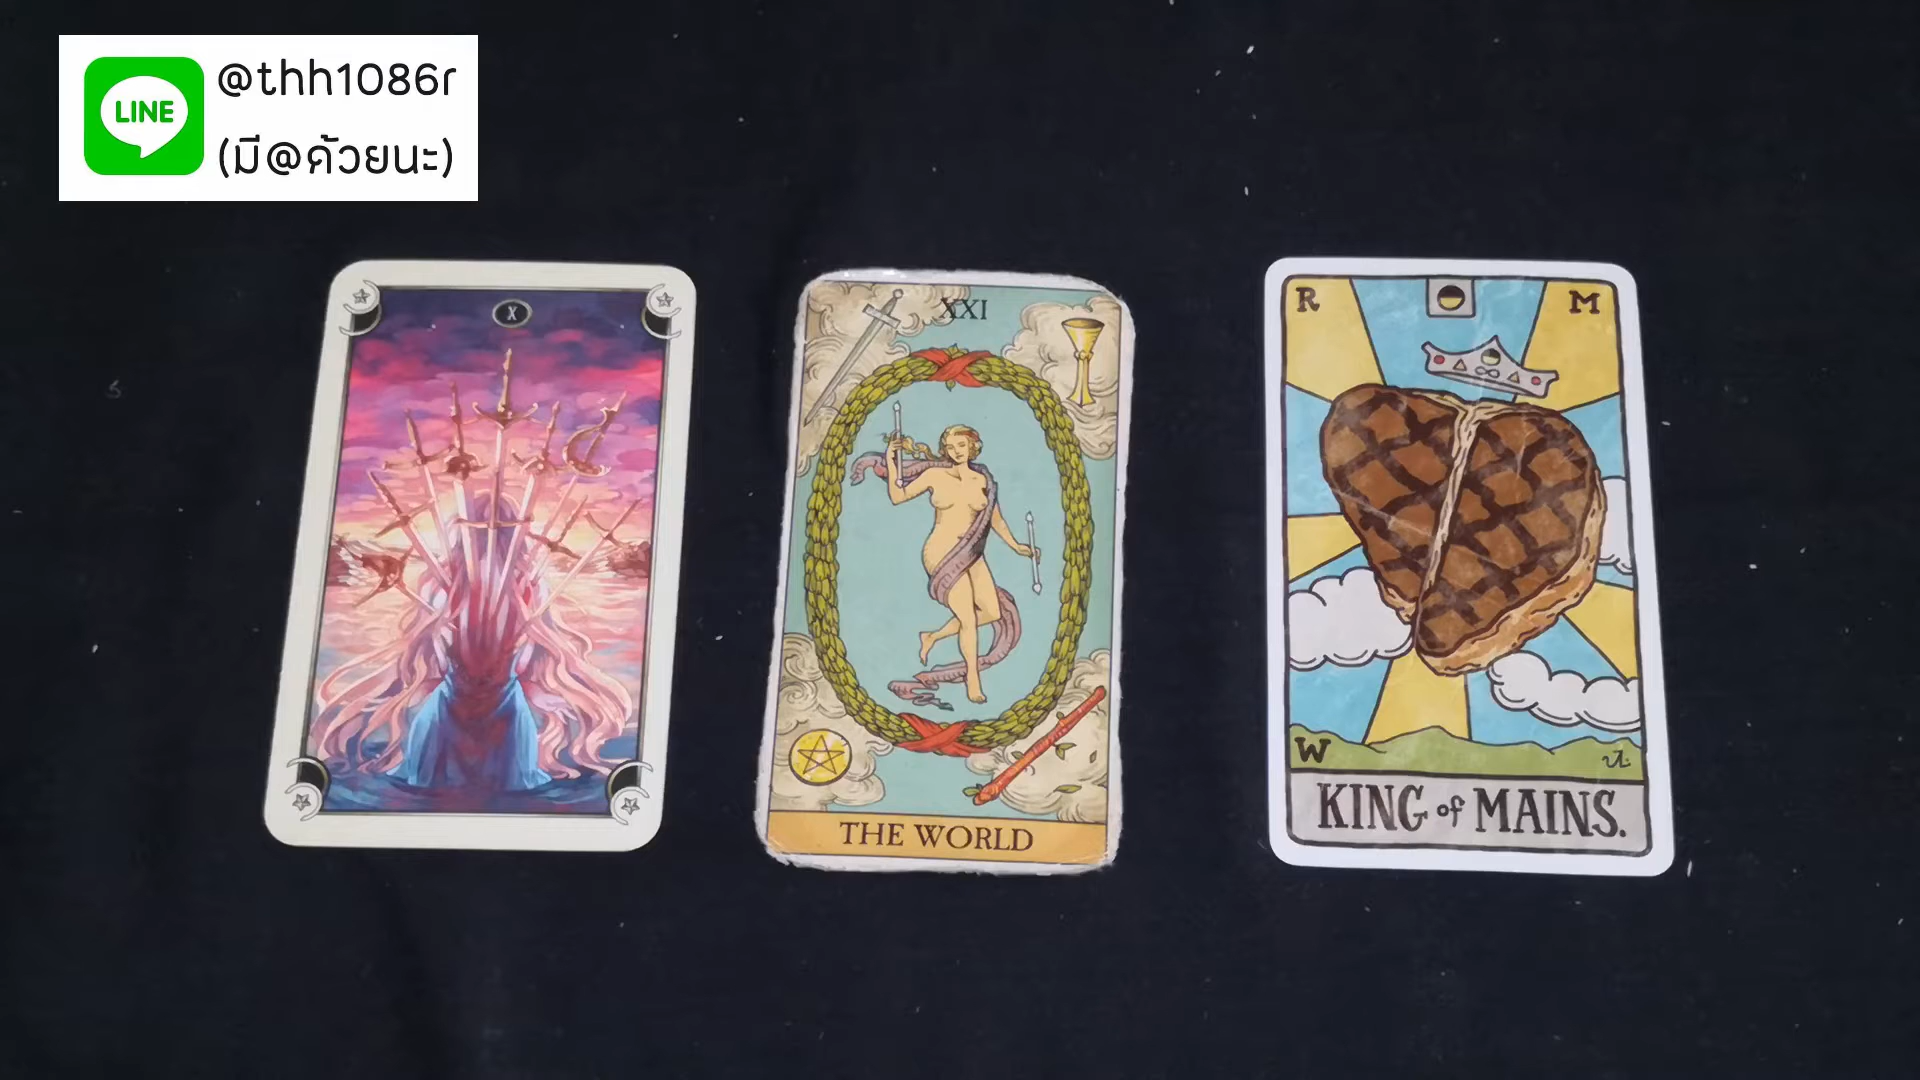 LINE
@thh1086r
(มี@ด้วยนะ)
X
XXI
THE WORLD
R
M
W
KING of MAINS.